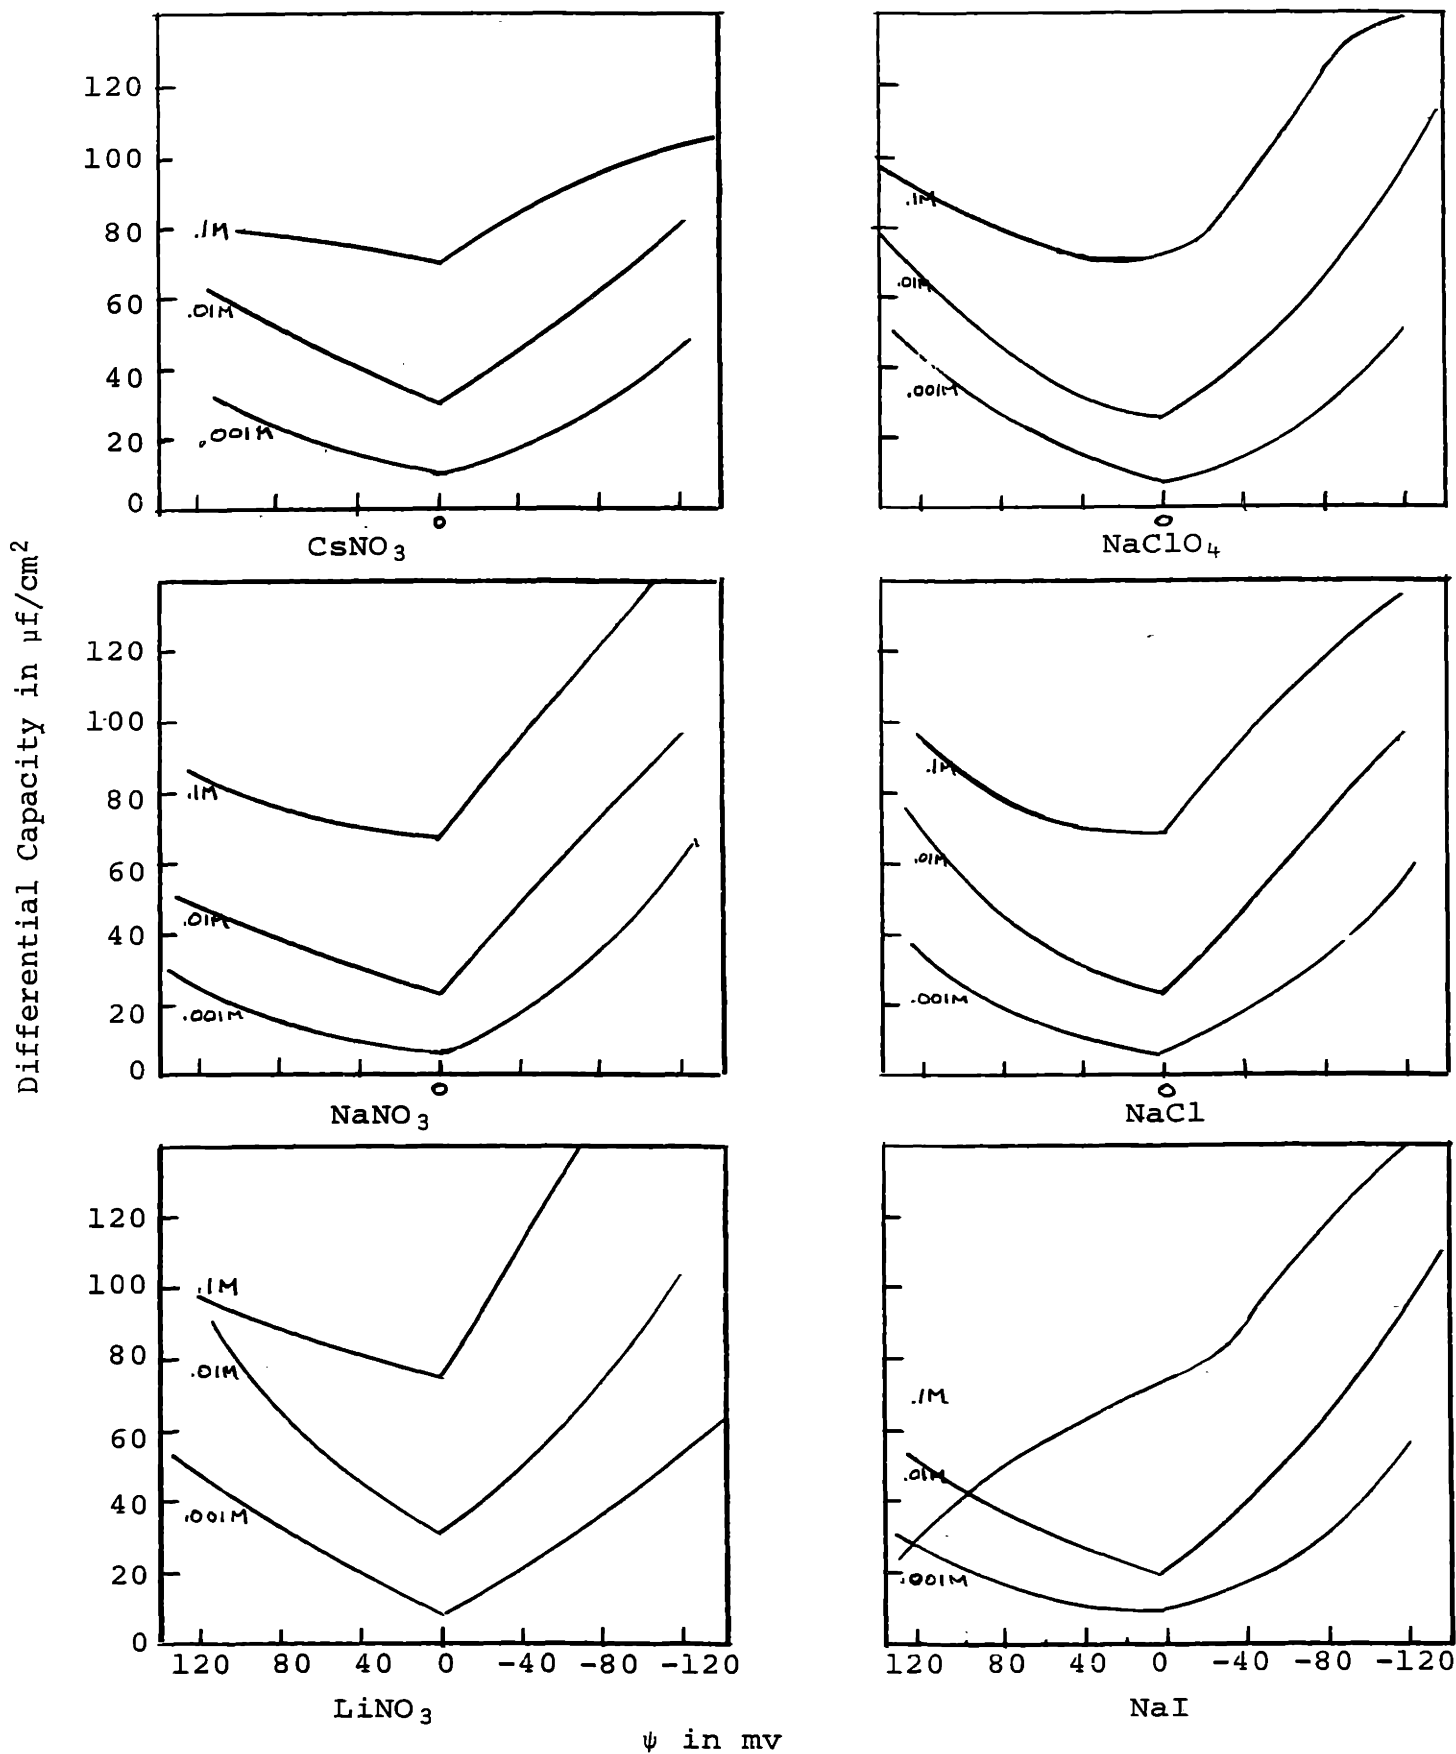 Differential Capacity in μf/cm²
120
100
80
60
40
20
0
.1M
.01M
.001M
0
CsNO₃
.1M
.01M
.001M
0
NaClO₄
120
100
80
60
40
20
0
.1M
.01M
.001M
0
NaNO₃
.1M
.01M
.001M
0
NaCl
120
100
80
60
40
20
0
.1M
.01M
.001M
120 80 40 0 -40 -80 -120
LiNO₃
.1M
.01M
.001M
120 80 40 0 -40 -80 -120
NaI
ψ in mv